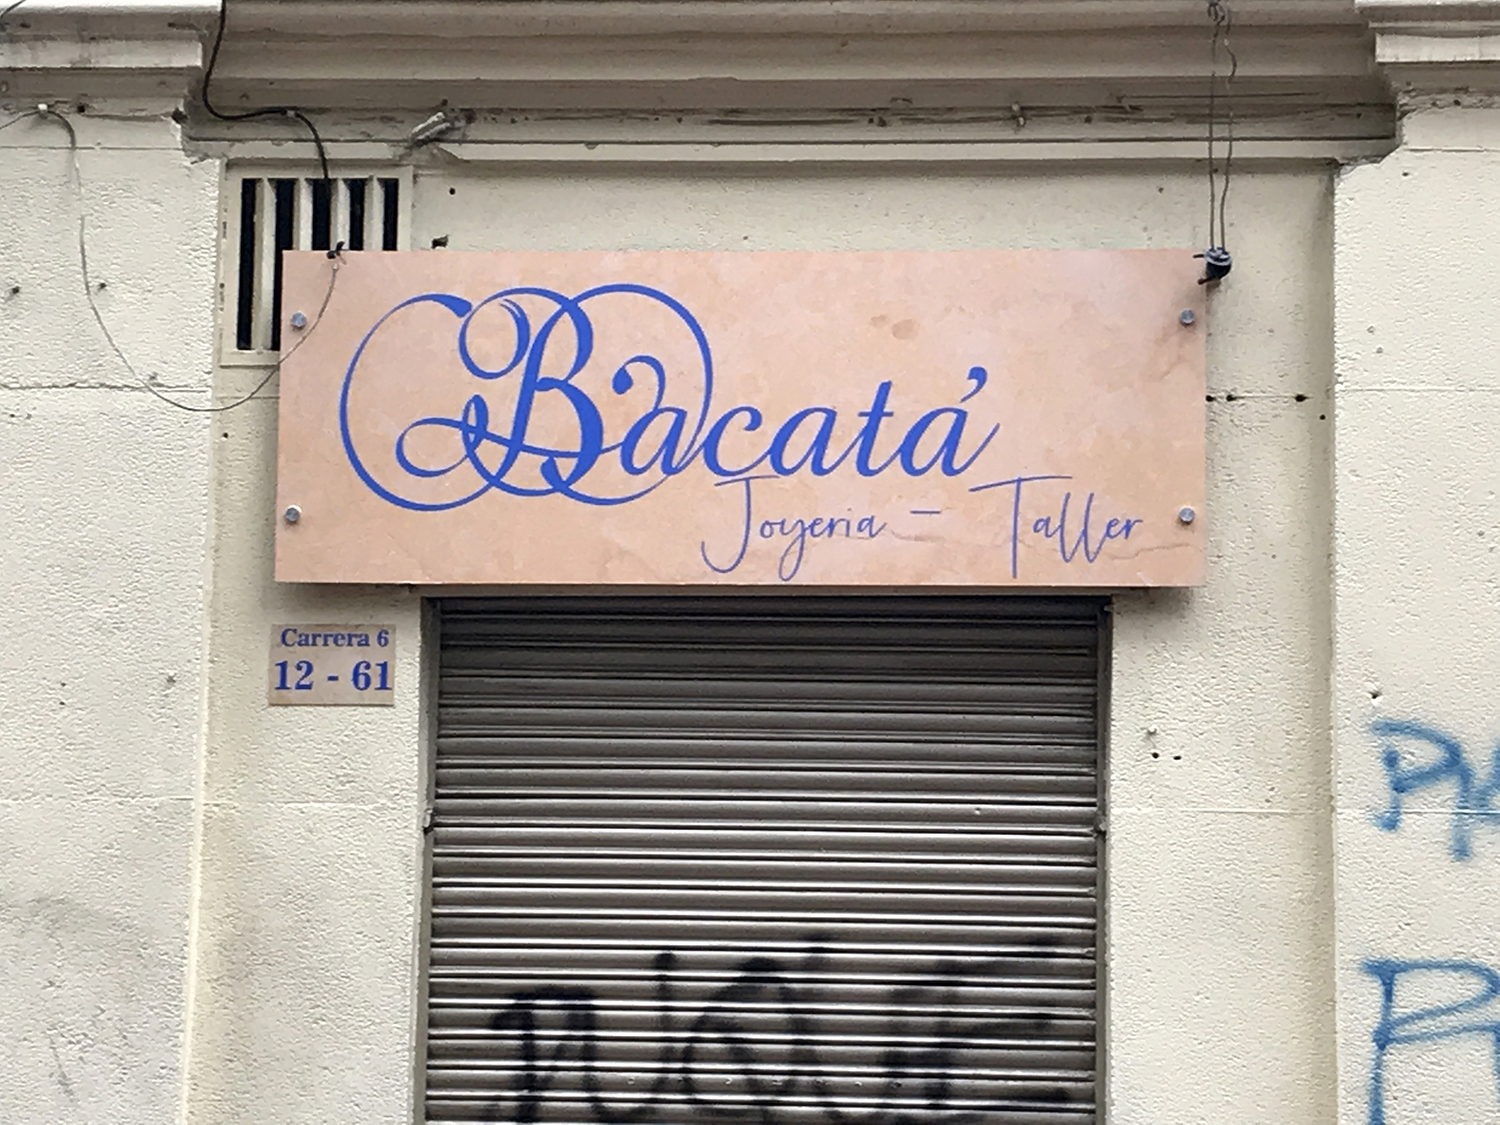 Bacatá
Joyeria - Taller
Carrera 6
12 - 61